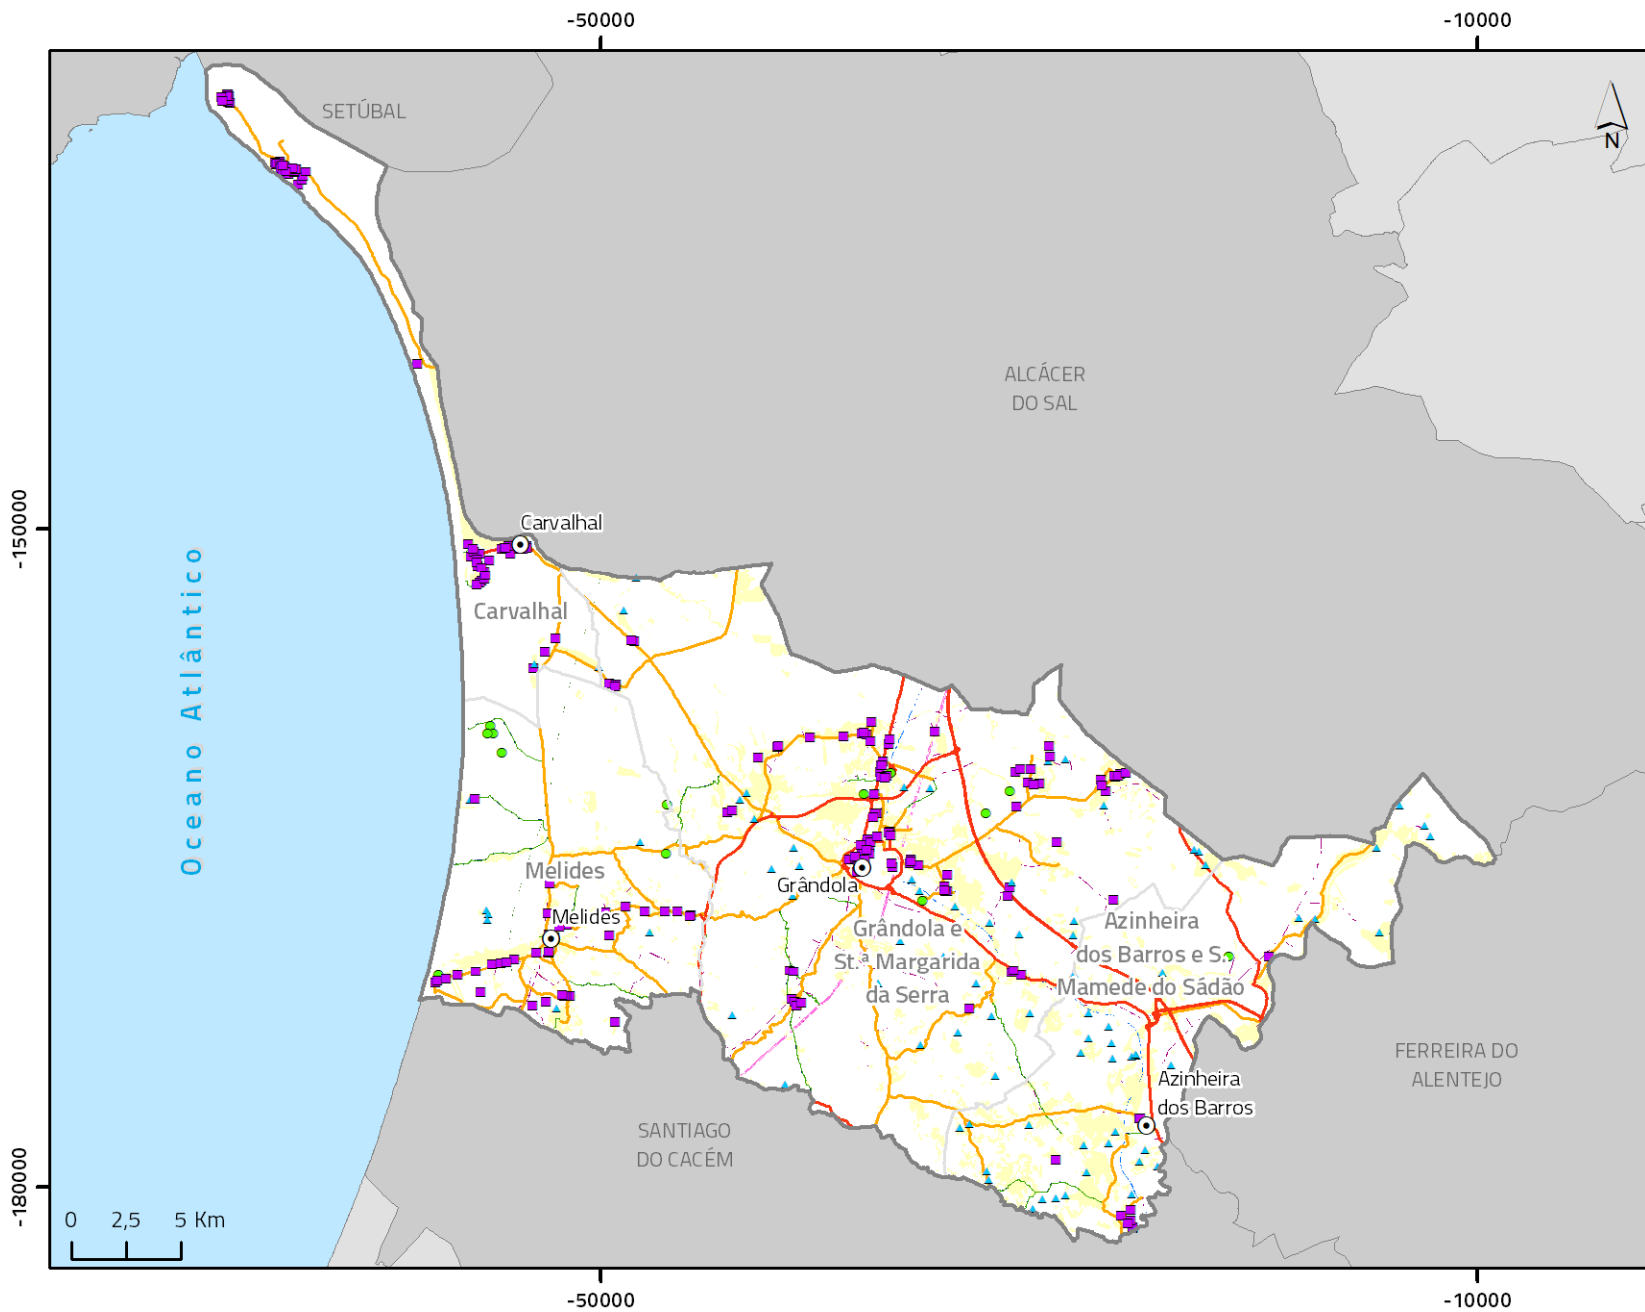 -50000
-10000
SETÚBAL
N
ALCÁCER
DO SAL
-150000
Carvalhal
Carvalhal
Oceano Atlântico
Melides
Grândola
Melides
Azinheira
dos Barros e S.
Mamede do Sádão
Grândola e
St.ª Margarida
da Serra
FERREIRA DO
ALENTEJO
Azinheira
dos Barros
SANTIAGO
DO CACÉM
-180000
0 2,5 5 Km
-50000
-10000